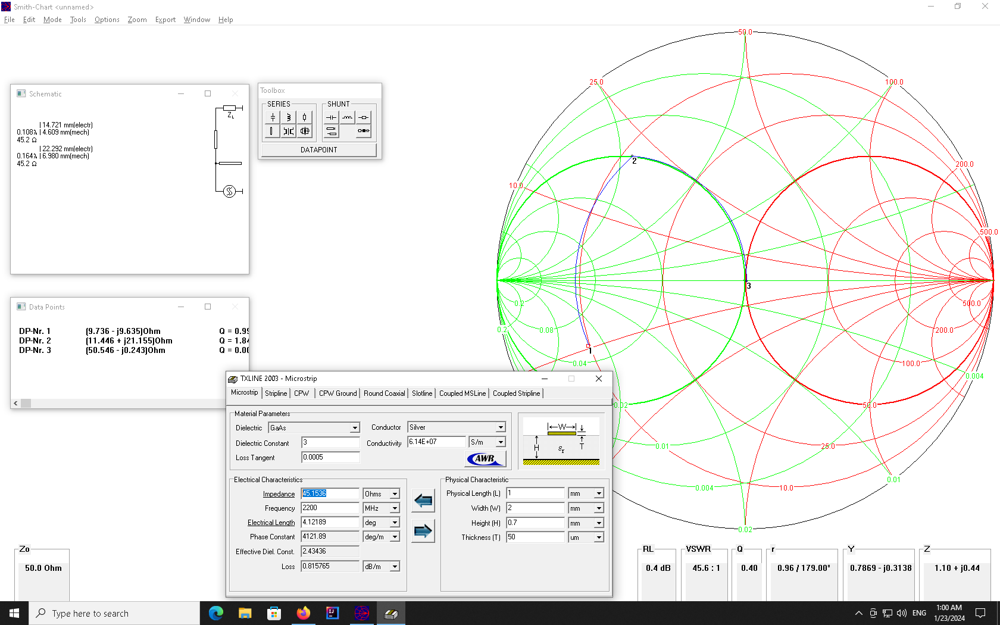 Smith-Chart <unnamed>
File Edit Mode Tools Options Zoom Export Window Help
Schematic
| 14.721 mm(electr)
0.108λ | 4.609 mm(mech)
45.2 Ω
| 22.292 mm(electr)
0.164λ | 6.980 mm(mech)
45.2 Ω
ZL
Toolbox
SERIES SHUNT
DATAPOINT
Data Points
DP-Nr. 1 (9.736 - j9.635)Ohm Q = 0.99
DP-Nr. 2 (11.446 + j21.155)Ohm Q = 1.84
DP-Nr. 3 (50.546 - j0.243)Ohm Q = 0.00
50.0
25.0 100.0
2
200.0
10.0
500.0
3
0.2 500.0
0.2 0.08 200.0
1
0.04 100.0
0.004
0.02 50.0
0.01 25.0
0.01
0.004 10.0
0.02
TXLINE 2003 - Microstrip
Microstrip Stripline CPW CPW Ground Round Coaxial Slotline Coupled MSLine Coupled Stripline
Material Parameters
Dielectric GaAs Conductor Silver
Dielectric Constant 3 Conductivity 6.14E+07 S/m
Loss Tangent 0.0005
AWR
W
H T
εr
Electrical Characteristics
Impedance 45.1536 Ohms
Frequency 2200 MHz
Electrical Length 4.12189 deg
Phase Constant 4121.89 deg/m
Effective Diel. Const. 2.43436
Loss 0.815765 dB/m
Physical Characteristic
Physical Length (L) 1 mm
Width (W) 2 mm
Height (H) 0.7 mm
Thickness (T) 50 um
Zo
50.0 Ohm
RL VSWR Q r Y Z
0.4 dB 45.6 : 1 0.40 0.96 / 179.00° 0.7869 - j0.3138 1.10 + j0.44
Type here to search
IJ
ENG
1:00 AM
1/23/2024